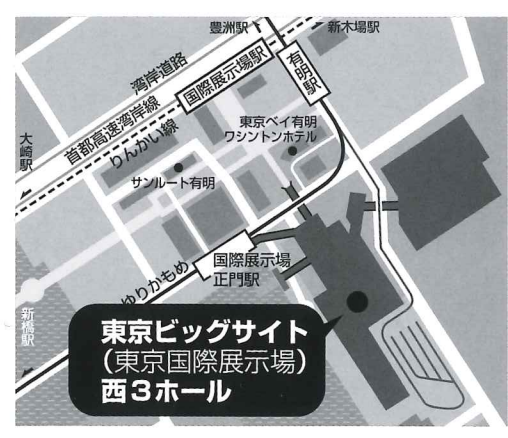 豊洲駅
新木場駅
湾岸道路
国際展示場駅
有明駅
首都高速湾岸線
りんかい線
大崎駅
東京ベイ有明
ワシントンホテル
サンルート有明
国際展示場
正門駅
ゆりかもめ
新橋駅
東京ビッグサイト
(東京国際展示場)
西3ホール